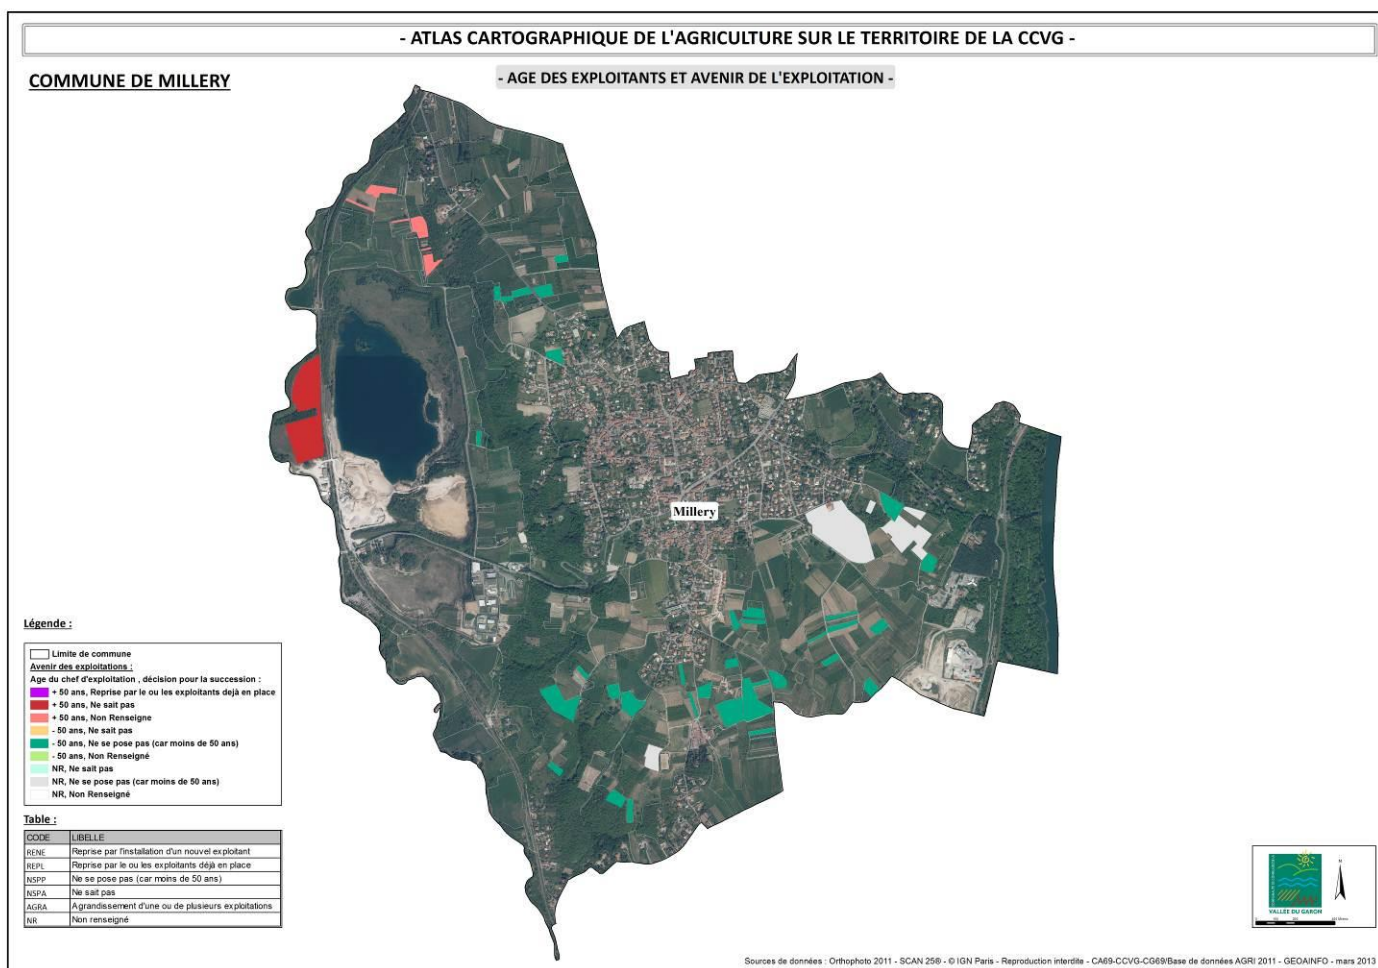 - ATLAS CARTOGRAPHIQUE DE L'AGRICULTURE SUR LE TERRITOIRE DE LA CCVG -
COMMUNE DE MILLERY
- AGE DES EXPLOITANTS ET AVENIR DE L'EXPLOITATION -
Millery
Légende :
Limite de commune
Avenir des exploitations :
Age du chef d'exploitation , décision pour la succession :
+ 50 ans, Reprise par le ou les exploitants dejà en place
+ 50 ans, Ne sait pas
+ 50 ans, Non Renseigne
- 50 ans, Ne sait pas
- 50 ans, Ne se pose pas (car moins de 50 ans)
- 50 ans, Non Renseigné
NR, Ne sait pas
NR, Ne se pose pas (car moins de 50 ans)
NR, Non Renseigné
Table :
CODE LIBELLE
RENE Reprise par l'installation d'un nouvel exploitant
REPL Reprise par le ou les exploitants déjà en place
NSPP Ne se pose pas (car moins de 50 ans)
NSPA Ne sait pas
AGRA Agrandissement d'une ou de plusieurs exploitations
NR Non renseigné
N
VALLÉE DU GARON
Sources de données : Orthophoto 2011 - SCAN 25® - © IGN Paris - Reproduction interdite - CA69-CCVG-CG69/Base de données AGRI 2011 - GEOAINFO - mars 2013